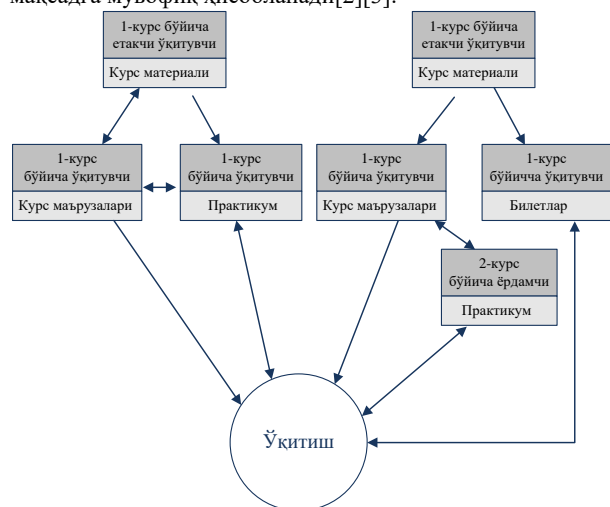 мақсадга мувофиқ ҳисобланади[2][3].
1-курс бўйича
етакчи ўқитувчи
Курс материали
1-курс бўйича
етакчи ўқитувчи
Курс материали
1-курс
бўйича ўқитувчи
Курс маърузалари
1-курс
бўйича ўқитувчи
Практикум
1-курс
бўйича ўқитувчи
Курс маърузалари
1-курс
бўйичча ўқитувчи
Билетлар
2-курс
бўйича ёрдамчи
Практикум
Ўқитиш